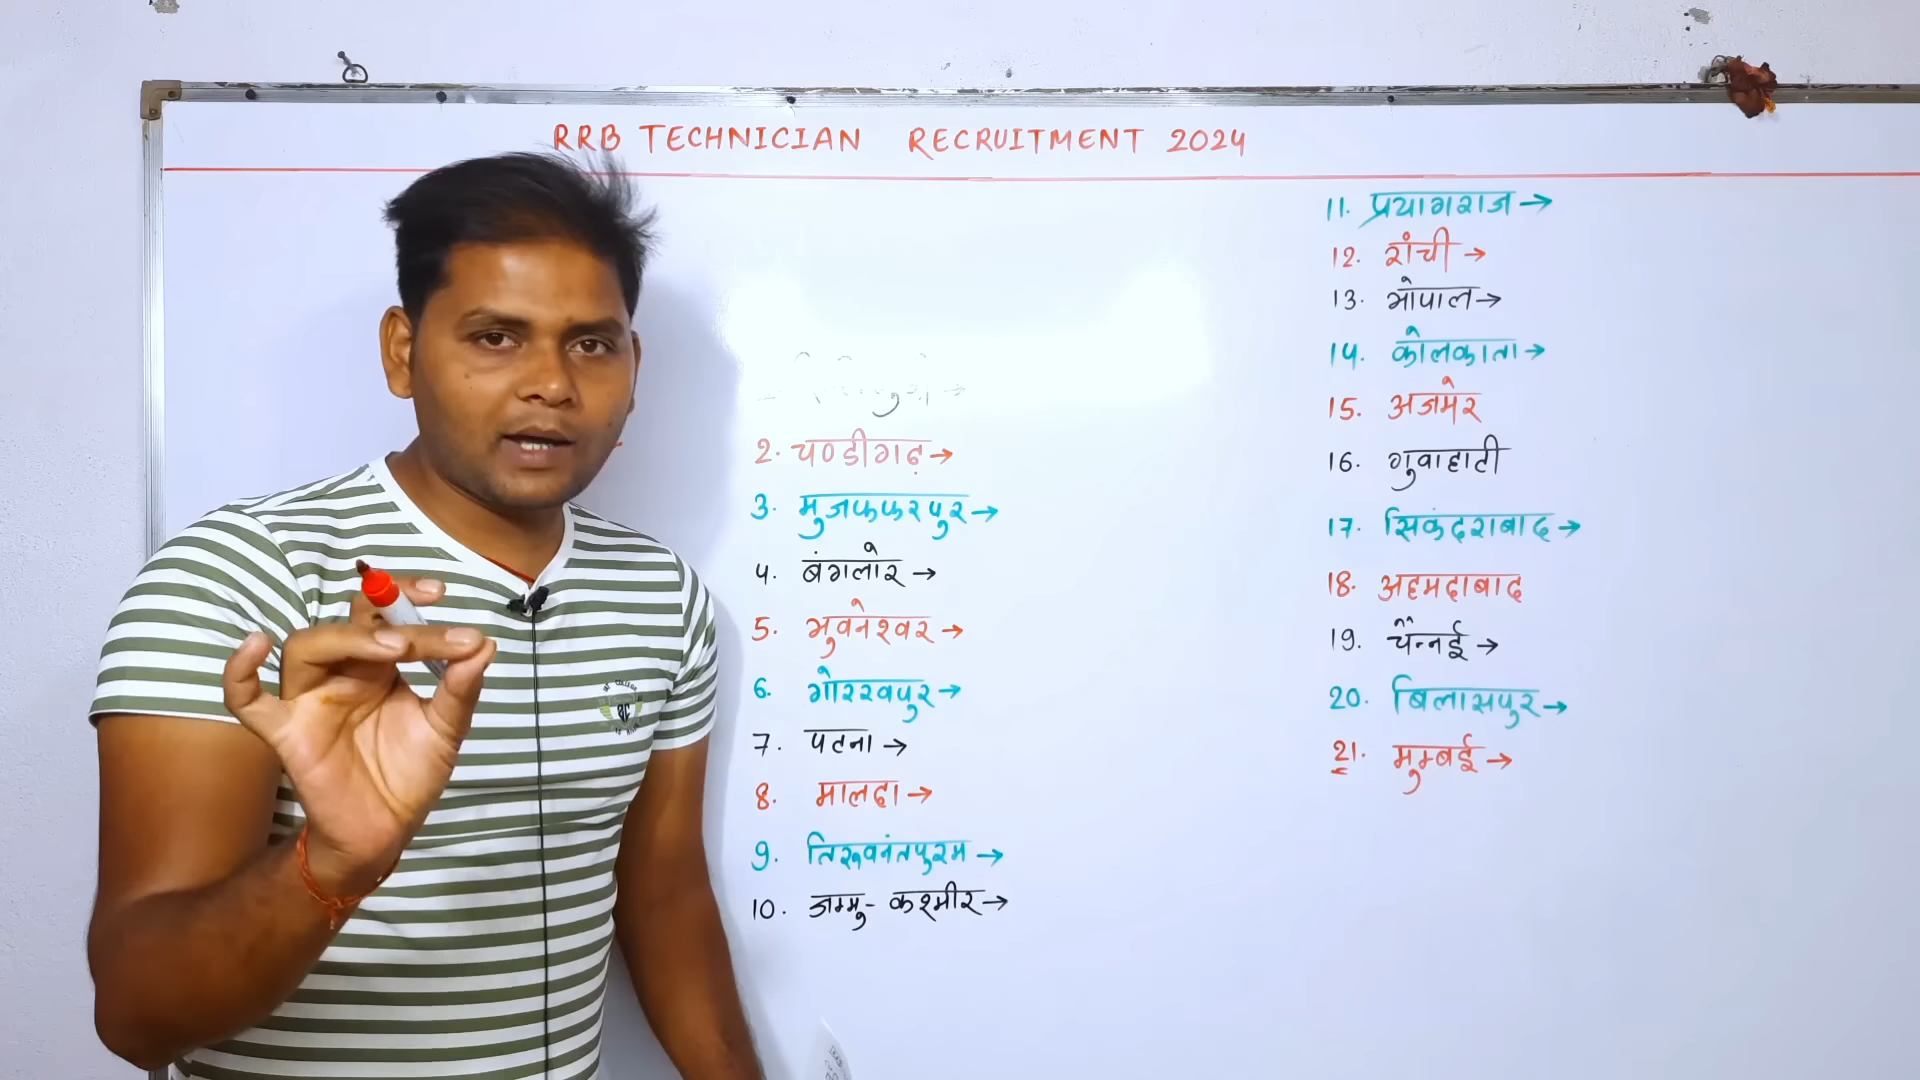 RRB TECHNICIAN RECRUITMENT 2024
2. चण्डीगढ़ →
3. मुजफ्फरपुर →
4. बंगलोर →
5. भुवनेश्वर →
6. गोरखपुर →
7. पटना →
8. मालदा →
9. तिरुवनंतपुरम →
10. जम्मु - कश्मीर →
11. प्रयागराज →
12. रांची →
13. भोपाल →
14. कोलकाता →
15. अजमेर
16. गुवाहाटी
17. सिकंदराबाद →
18. अहमदाबाद
19. चैन्नई →
20. बिलासपुर →
21. मुम्बई →